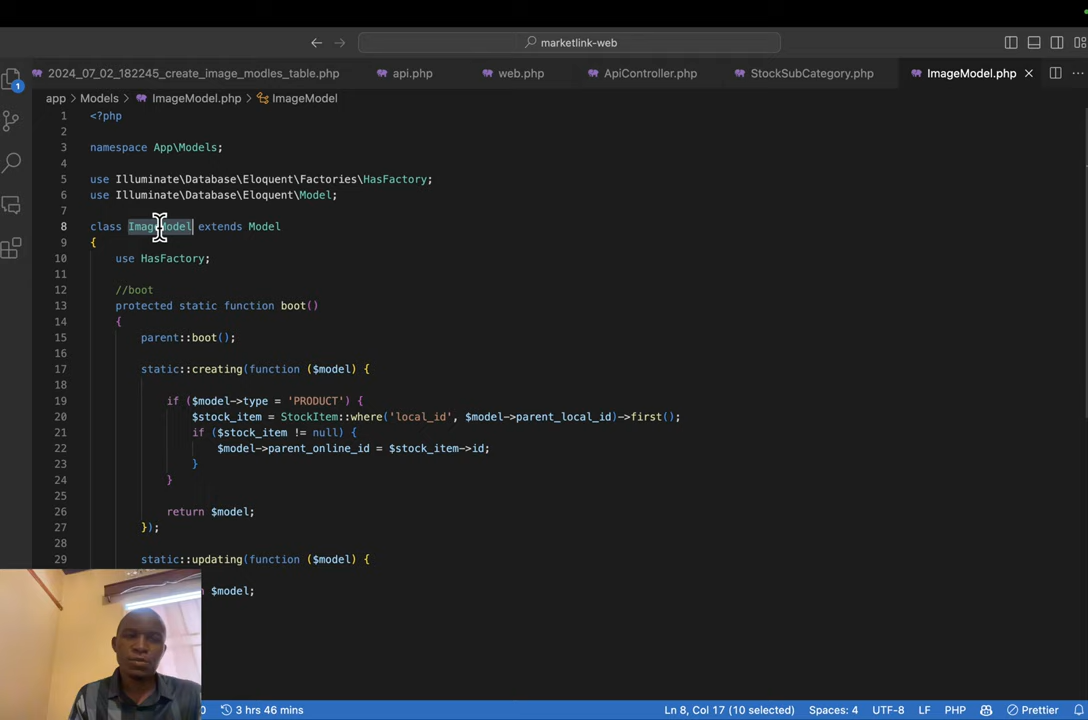 marketlink-web
2024_07_02_182245_create_image_modles_table.php api.php web.php ApiController.php StockSubCategory.php ImageModel.php
app > Models > ImageModel.php > ImageModel
1 <?php
2
3 namespace App\Models;
4
5 use Illuminate\Database\Eloquent\Factories\HasFactory;
6 use Illuminate\Database\Eloquent\Model;
7
8 class ImageModel extends Model
9 {
10 use HasFactory;
11
12 //boot
13 protected static function boot()
14 {
15 parent::boot();
16
17 static::creating(function ($model) {
18
19 if ($model->type = 'PRODUCT') {
20 $stock_item = StockItem::where('local_id', $model->parent_local_id)->first();
21 if ($stock_item != null) {
22 $model->parent_online_id = $stock_item->id;
23 }
24 }
25
26 return $model;
27 });
28
29 static::updating(function ($model) {
$model;
1
0 3 hrs 46 mins Ln 8, Col 17 (10 selected) Spaces: 4 UTF-8 LF PHP Prettier